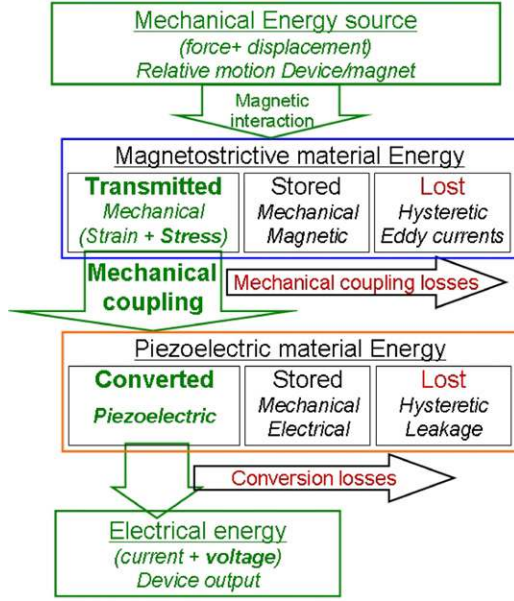 Mechanical Energy source
(force+ displacement)
Relative motion Device/magnet
Magnetic
interaction
Magnetostrictive material Energy
Transmitted
Mechanical
(Strain + Stress)
Stored
Mechanical
Magnetic
Lost
Hysteretic
Eddy currents
Mechanical
coupling
Mechanical coupling losses
Piezoelectric material Energy
Converted
Piezoelectric
Stored
Mechanical
Electrical
Lost
Hysteretic
Leakage
Conversion losses
Electrical energy
(current + voltage)
Device output